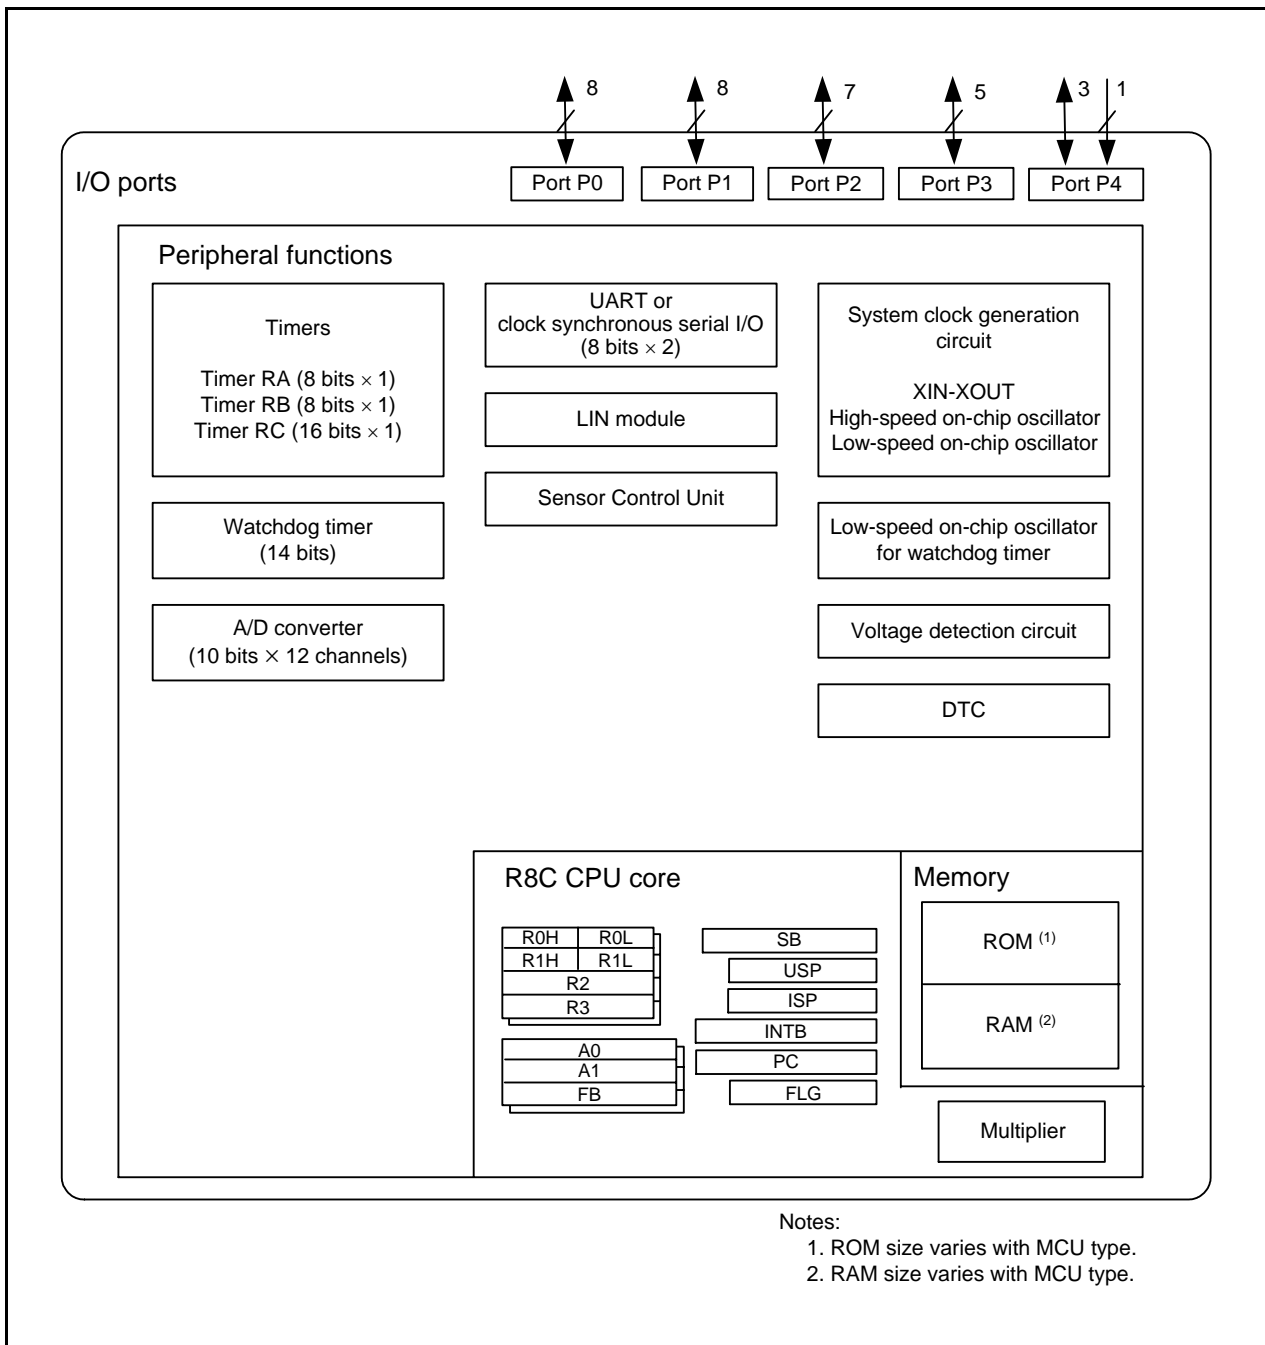 8
8
7
5
3
1
I/O ports
Port P0
Port P1
Port P2
Port P3
Port P4
Peripheral functions
Timers
Timer RA (8 bits × 1)
Timer RB (8 bits × 1)
Timer RC (16 bits × 1)
Watchdog timer
(14 bits)
A/D converter
(10 bits × 12 channels)
UART or
clock synchronous serial I/O
(8 bits × 2)
LIN module
Sensor Control Unit
System clock generation
circuit
XIN-XOUT
High-speed on-chip oscillator
Low-speed on-chip oscillator
Low-speed on-chip oscillator
for watchdog timer
Voltage detection circuit
DTC
R8C CPU core
R0H
R0L
R1H
R1L
R2
R3
A0
A1
FB
SB
USP
ISP
INTB
PC
FLG
Memory
ROM (1)
RAM (2)
Multiplier
Notes:
1. ROM size varies with MCU type.
2. RAM size varies with MCU type.